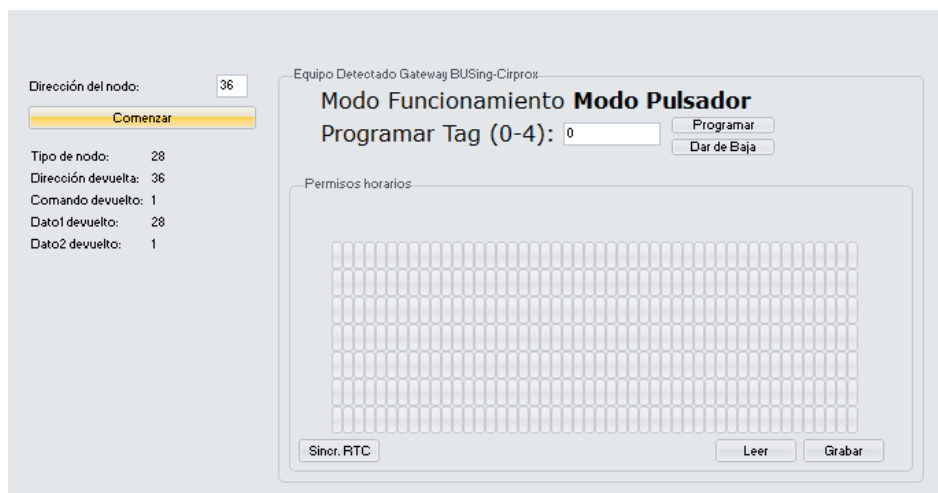 Dirección del nodo: 36
Comenzar
Tipo de nodo: 28
Dirección devuelta: 36
Comando devuelto: 1
Dato1 devuelto: 28
Dato2 devuelto: 1
Equipo Detectado Gateway BUSing-Cirprox
Modo Funcionamiento Modo Pulsador
Programar Tag (0-4): 0
Programar
Dar de Baja
Permisos horarios
Sincr. RTC
Leer
Grabar